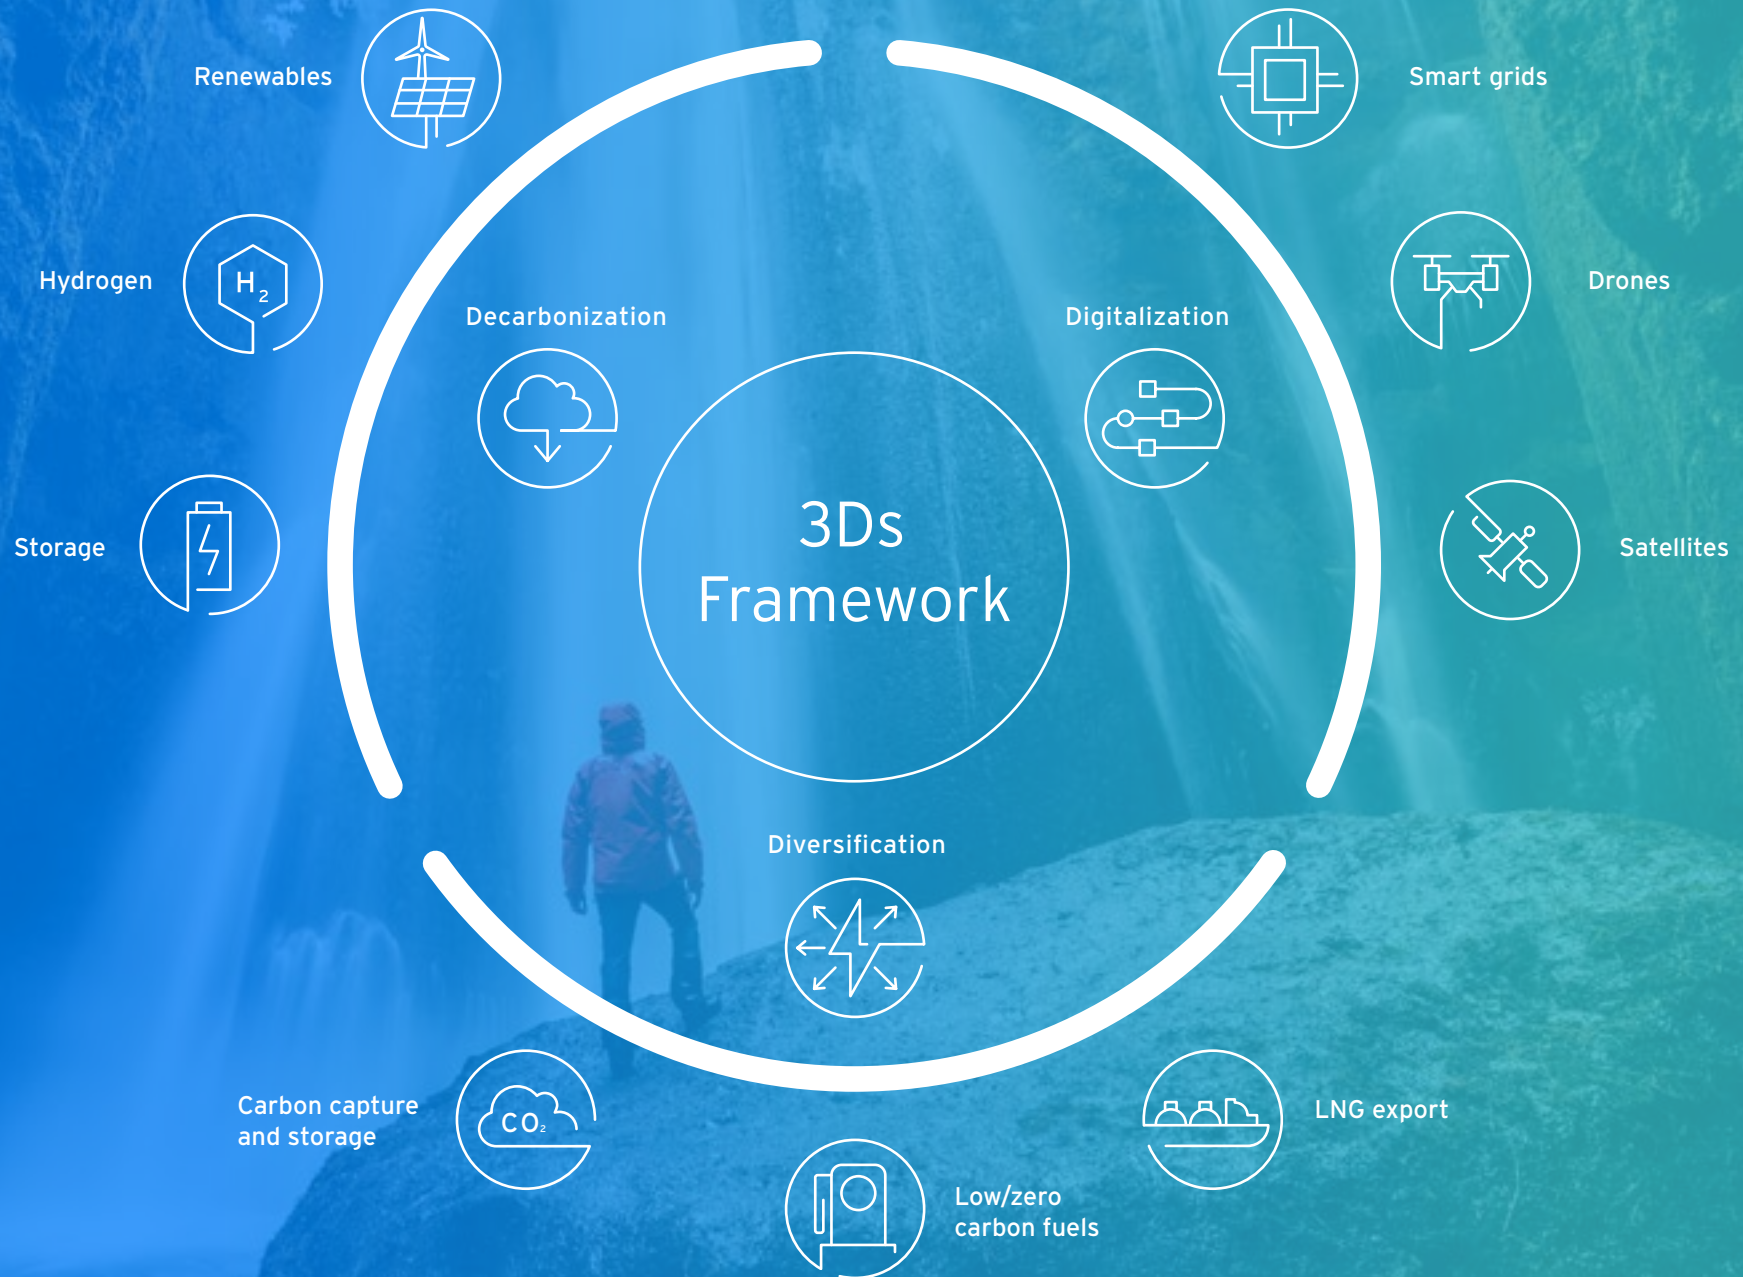 Renewables
Smart grids
Hydrogen
H2
Drones
Decarbonization
Digitalization
3Ds
Framework
Storage
Satellites
Diversification
Carbon capture
and storage
CO₂
LNG export
Low/zero
carbon fuels